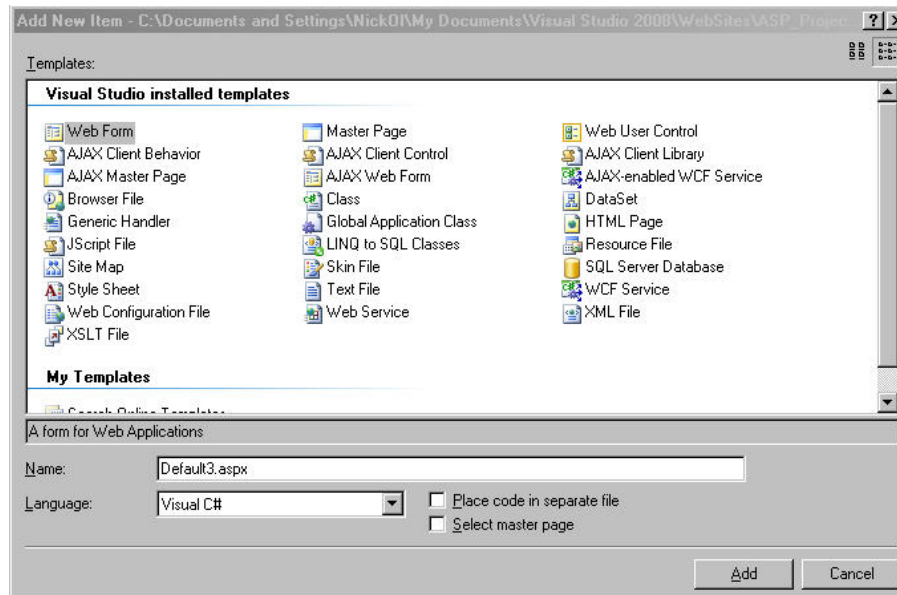 Add New Item - C:\Documents and Settings\NickOl\My Documents\Visual Studio 2008\WebSites\ASP_Projec...
Templates:
Visual Studio installed templates
Web Form Master Page Web User Control
AJAX Client Behavior AJAX Client Control AJAX Client Library
AJAX Master Page AJAX Web Form AJAX-enabled WCF Service
Browser File Class DataSet
Generic Handler Global Application Class HTML Page
JScript File LINQ to SQL Classes Resource File
Site Map Skin File SQL Server Database
Style Sheet Text File WCF Service
Web Configuration File Web Service XML File
XSLT File
My Templates
Search Online Templates
A form for Web Applications
Name: Default3.aspx
Language: Visual C# Place code in separate file
Select master page
Add Cancel